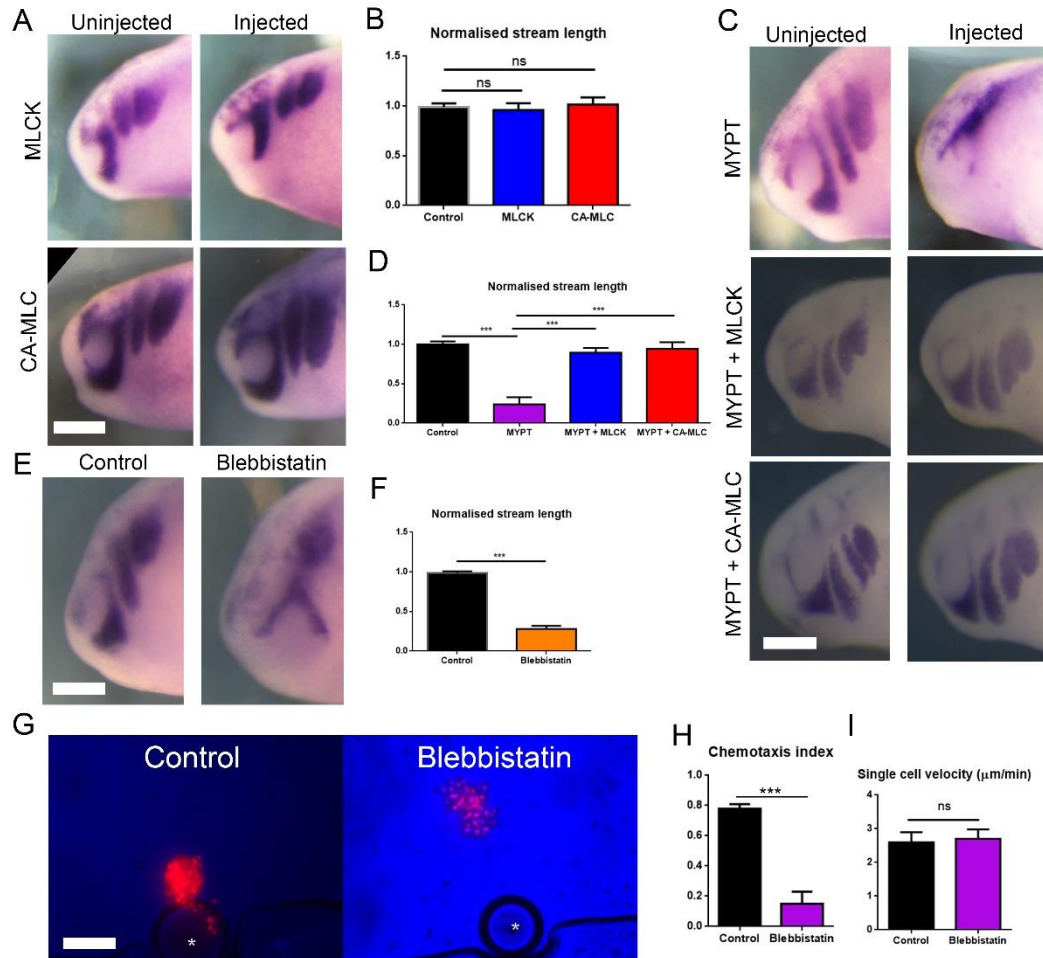 A
Uninjected
Injected
MLCK
CA-MLC
B
Normalised stream length
ns
ns
1.5
1.0
0.5
0.0
Control
MLCK
CA-MLC
C
Uninjected
Injected
MYPT
MYPT + MLCK
MYPT + CA-MLC
D
Normalised stream length
***
***
***
1.5
1.0
0.5
0.0
Control
MYPT
MYPT + MLCK
MYPT + CA-MLC
E
Control
Blebbistatin
F
Normalised stream length
***
1.5
1.0
0.5
0.0
Control
Blebbistatin
G
Control
Blebbistatin
*
*
H
Chemotaxis index
***
0.8
0.6
0.4
0.2
0.0
Control
Blebbistatin
I
Single cell velocity (μm/min)
ns
4
3
2
1
0
Control
Blebbistatin